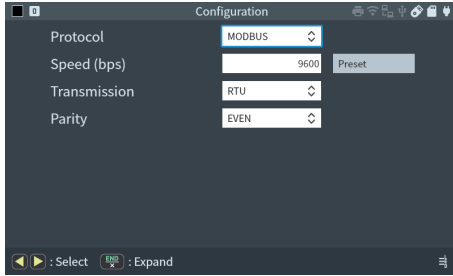 0 Configuration
Protocol MODBUS
Speed (bps) 9600 Preset
Transmission RTU
Parity EVEN
: Select END X : Expand